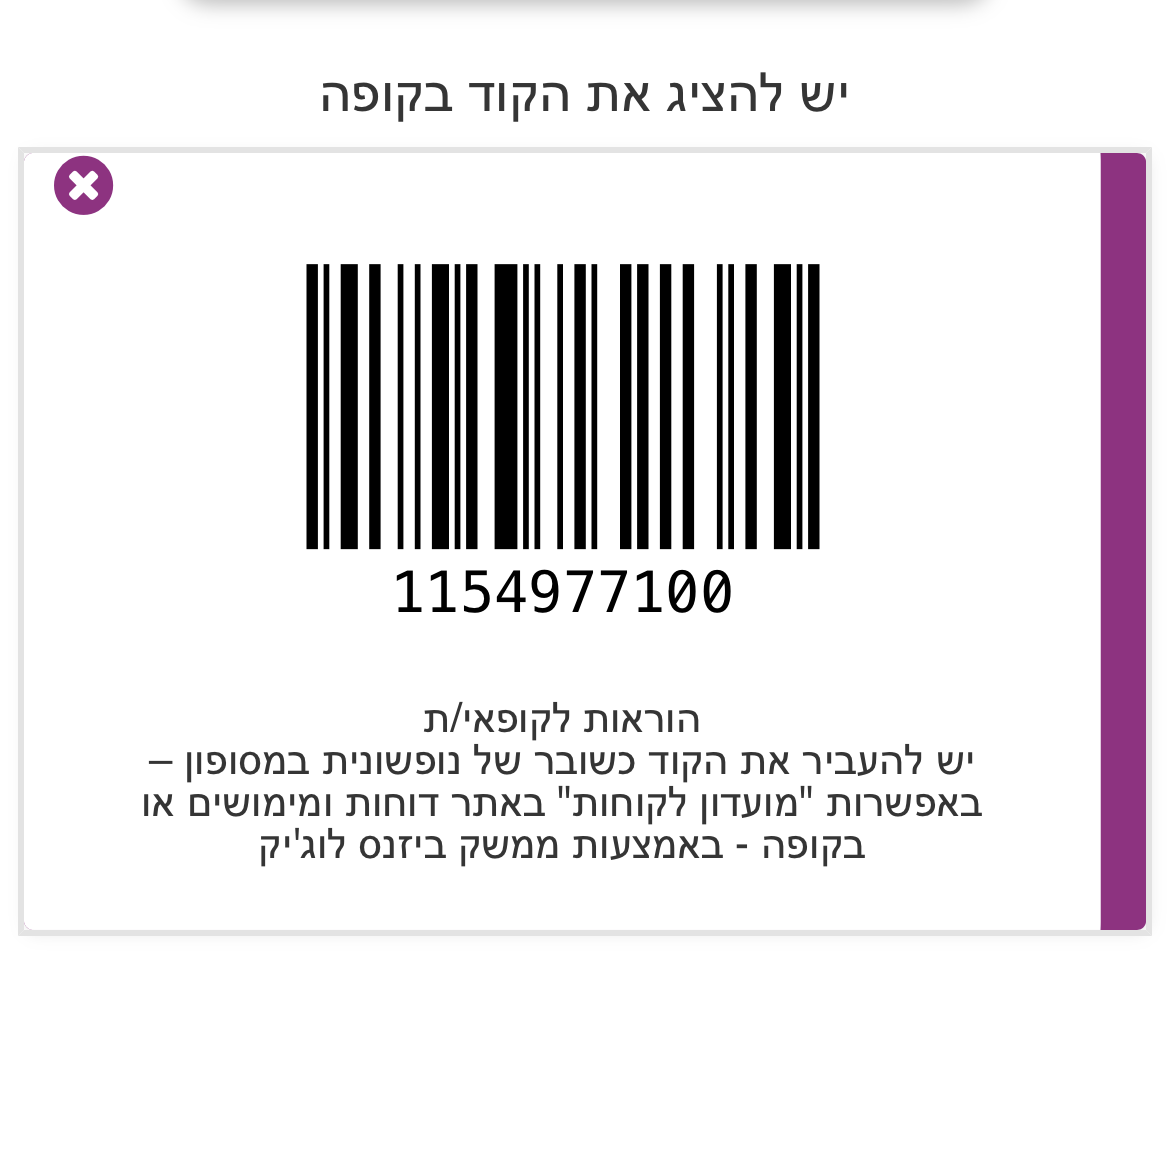 יש להציג את הקוד בקופה
1154977100
הוראות לקופאי/ת
יש להעביר את הקוד כשובר של נופשונית במסופון –
באפשרות "מועדון לקוחות" באתר דוחות ומימושים או
בקופה - באמצעות ממשק ביזנס לוג'יק